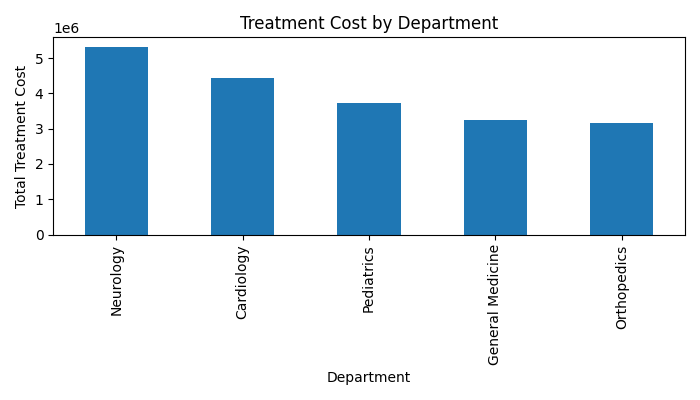 Treatment Cost by Department
1e6
Total Treatment Cost
5
4
3
2
1
0
Neurology
Cardiology
Pediatrics
General Medicine
Orthopedics
Department